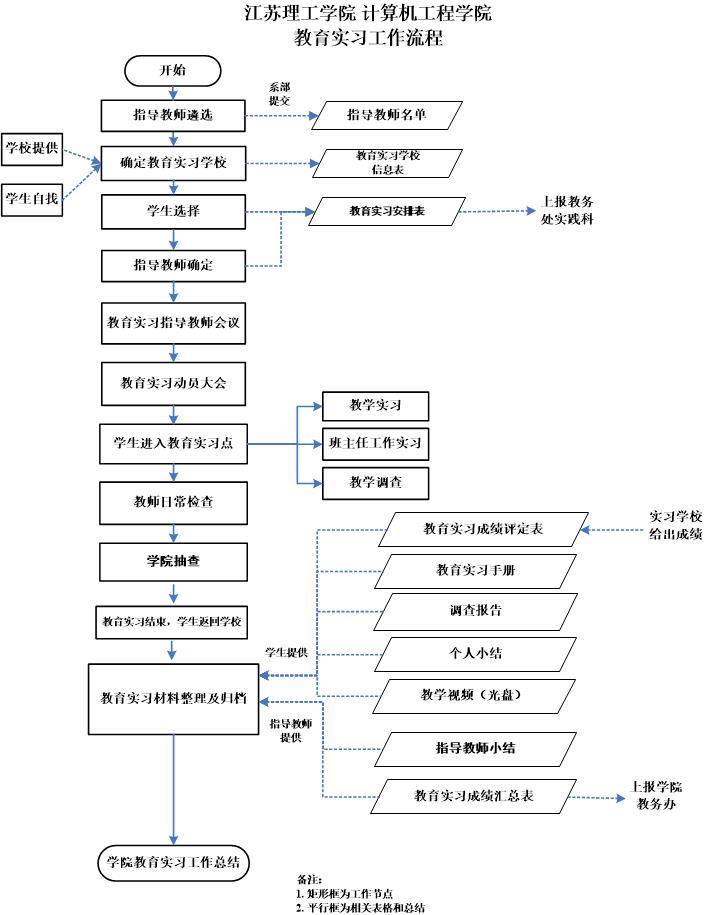 江苏理工学院 计算机工程学院
教育实习工作流程
开始
系部
提交
指导教师遴选
指导教师名单
学校提供
确定教育实习学校
教育实习学校
信息表
学生自找
学生选择
教育实习安排表
上报教务
处实践科
指导教师确定
教育实习指导教师会议
教育实习动员大会
教学实习
学生进入教育实习点
班主任工作实习
教学调查
教师日常检查
教育实习成绩评定表
实习学校
给出成绩
学院抽查
教育实习手册
调查报告
教育实习结束，学生返回学校
学生提供
个人小结
教育实习材料整理及归档
教学视频（光盘）
指导教师
提供
指导教师小结
教育实习成绩汇总表
上报学院
教务办
学院教育实习工作总结
备注：
1. 矩形框为工作节点
2. 平行框为相关表格和总结